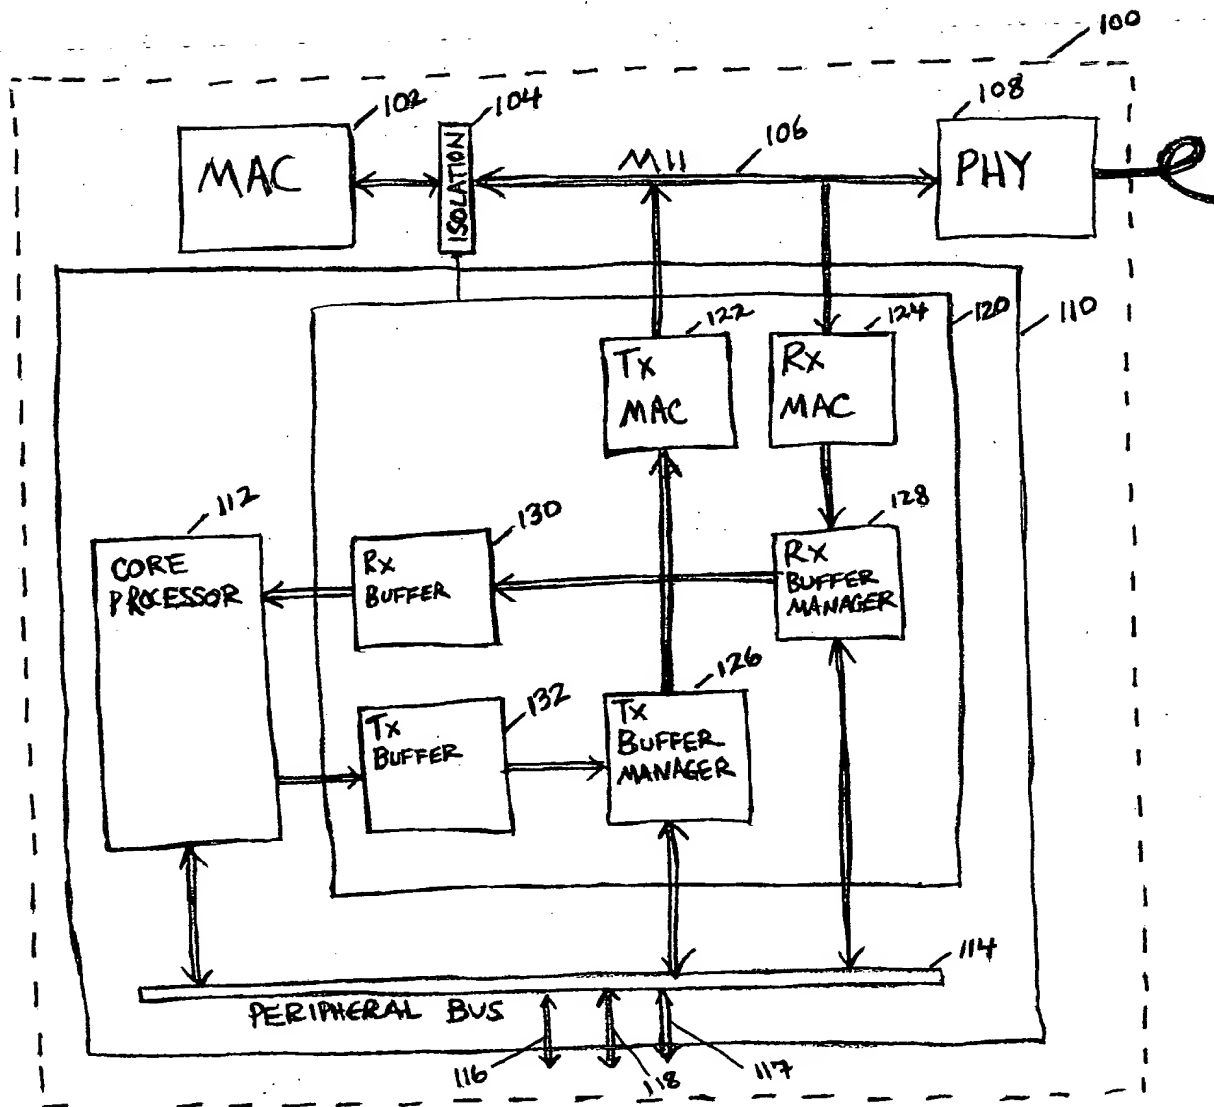 100
102
104
106
108
MAC
ISOLATION
MII
PHY
110
120
122
124
Tx
MAC
Rx
MAC
112
130
128
CORE
PROCESSOR
Rx
BUFFER
Rx
BUFFER
MANAGER
132
126
Tx
BUFFER
Tx
BUFFER
MANAGER
114
PERIPHERAL BUS
116
118
117